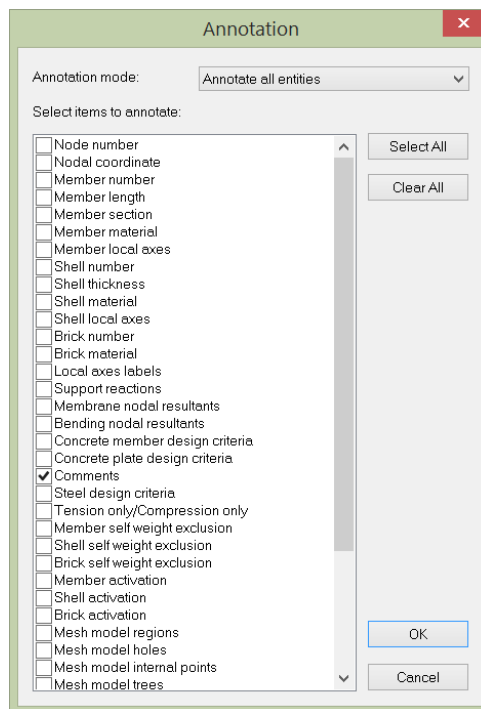 Annotation
Annotation mode:
Annotate all entities
Select items to annotate:
Node number
Nodal coordinate
Member number
Member length
Member section
Member material
Member local axes
Shell number
Shell thickness
Shell material
Shell local axes
Brick number
Brick material
Local axes labels
Support reactions
Membrane nodal resultants
Bending nodal resultants
Concrete member design criteria
Concrete plate design criteria
Comments
Steel design criteria
Tension only/Compression only
Member self weight exclusion
Shell self weight exclusion
Brick self weight exclusion
Member activation
Shell activation
Brick activation
Mesh model regions
Mesh model holes
Mesh model internal points
Mesh model trees
Select All
Clear All
OK
Cancel